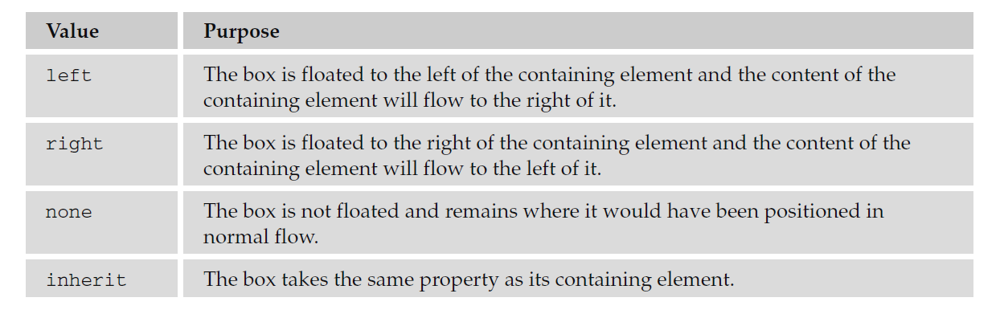 Value Purpose
left The box is floated to the left of the containing element and the content of the
containing element will flow to the right of it.
right The box is floated to the right of the containing element and the content of the
containing element will flow to the left of it.
none The box is not floated and remains where it would have been positioned in
normal flow.
inherit The box takes the same property as its containing element.